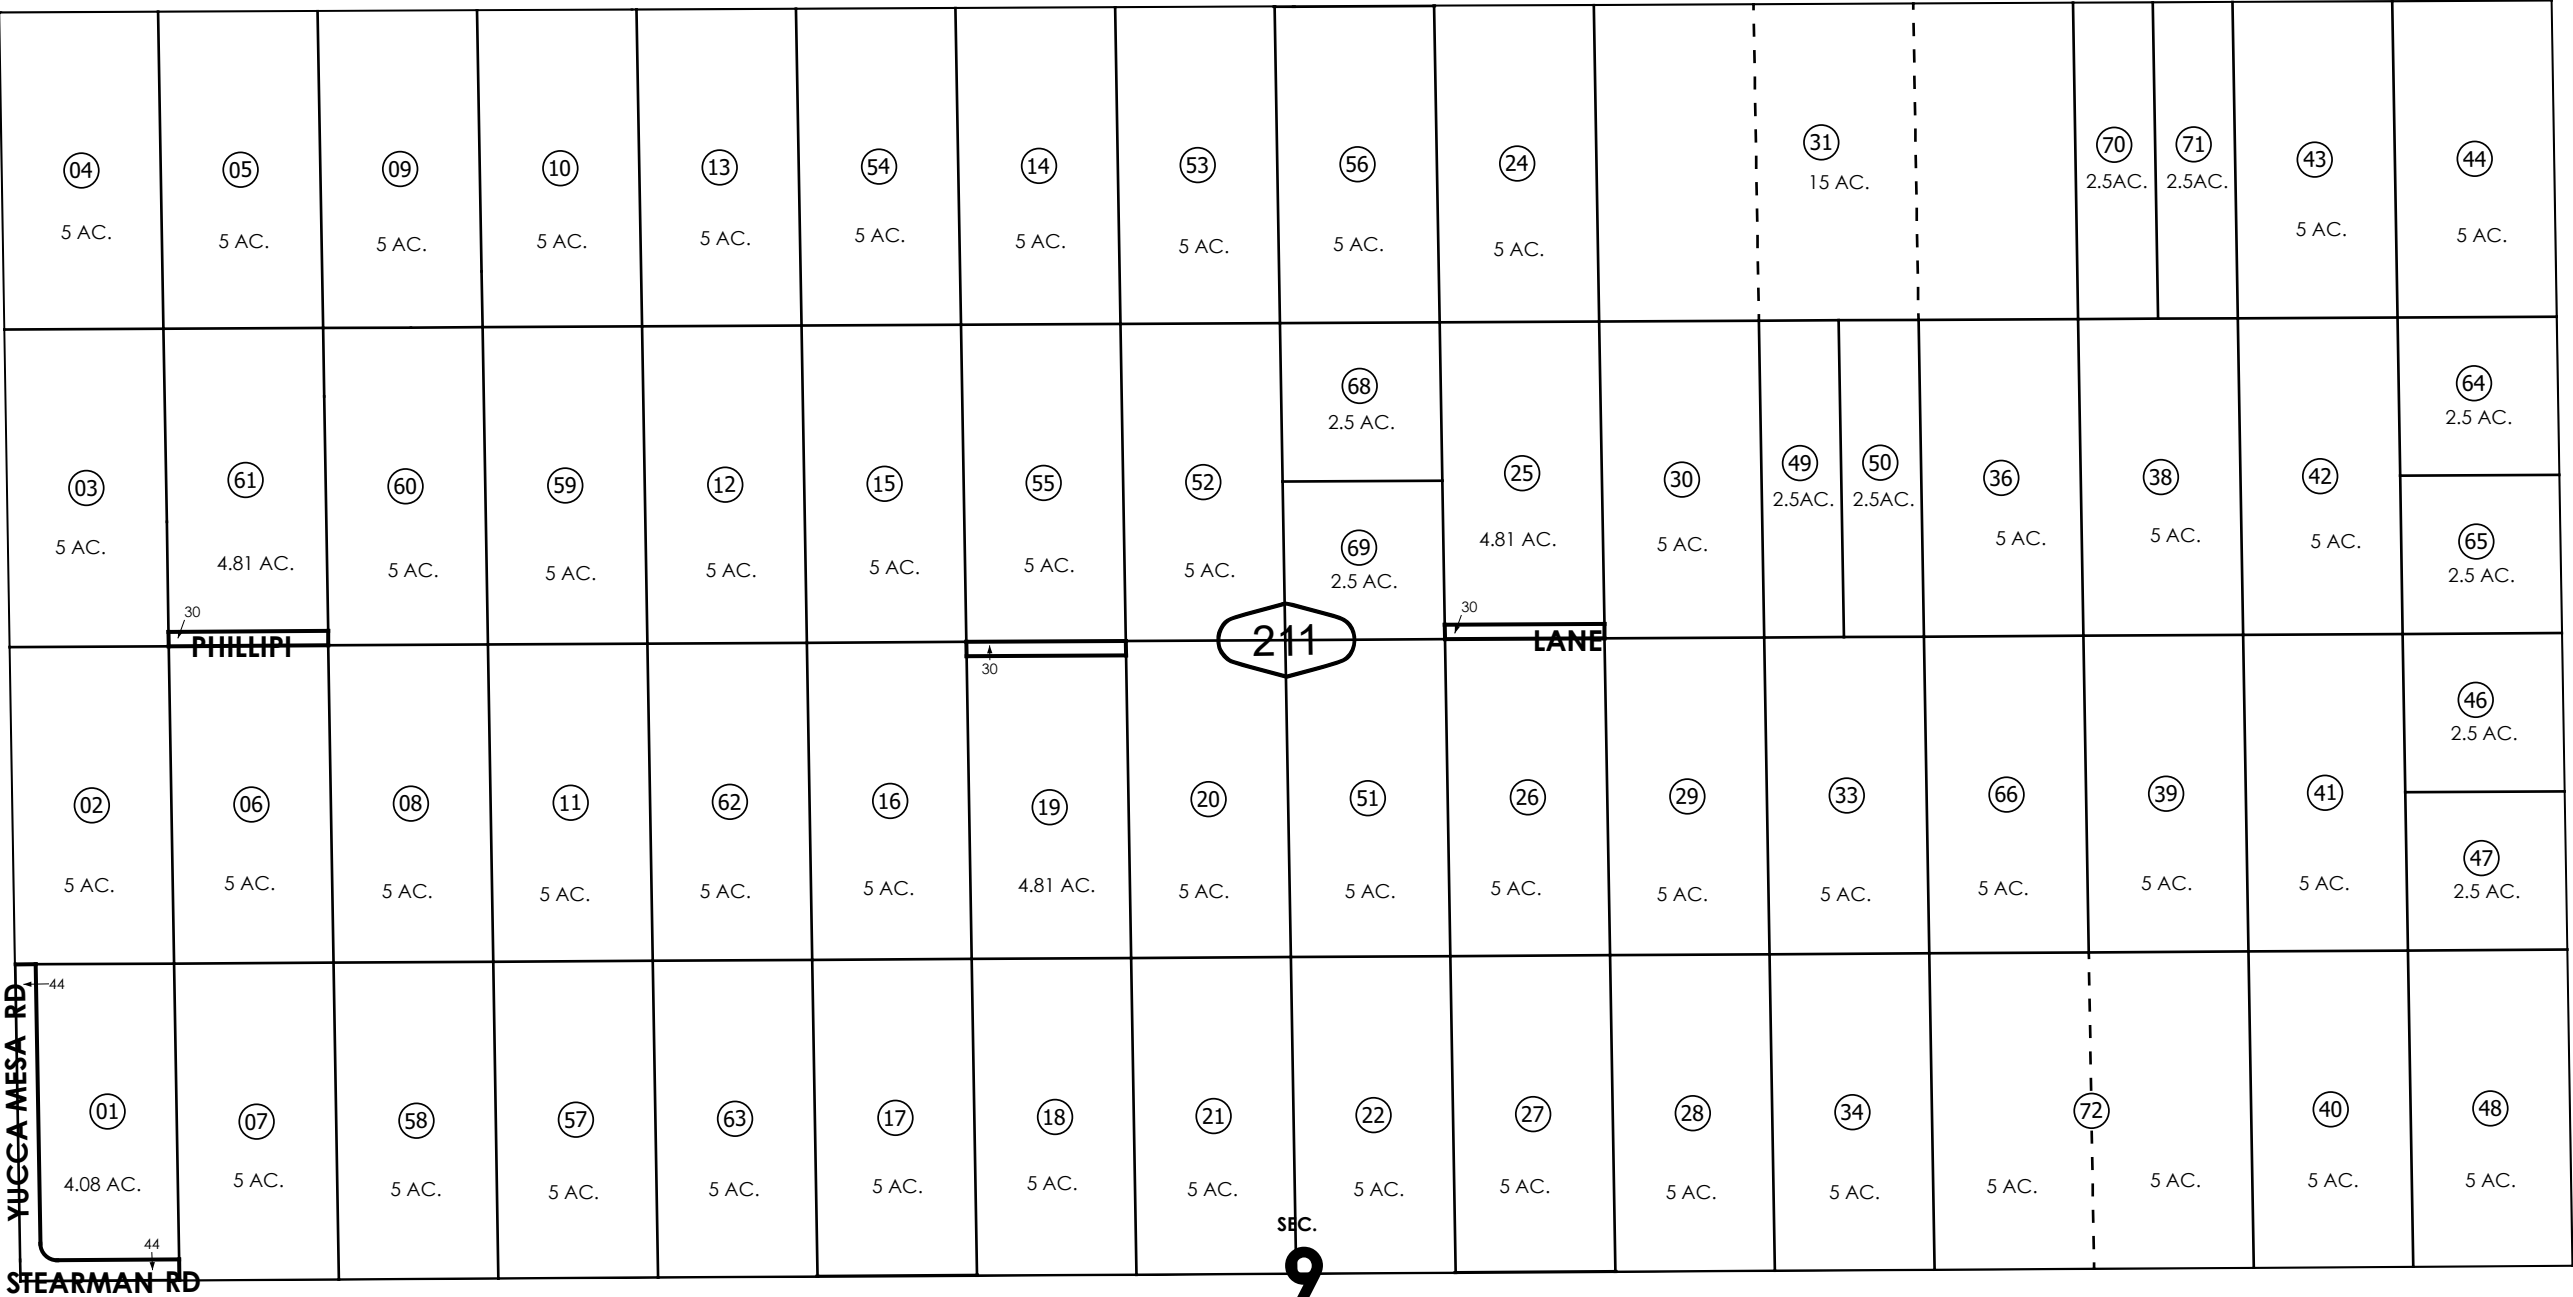 04 05 09 10 13 54 14 53 56 24 31 70 71 43 44
5 AC. 5 AC. 5 AC. 5 AC. 5 AC. 5 AC. 5 AC. 5 AC. 5 AC. 5 AC. 15 AC. 2.5AC. 2.5AC. 5 AC. 5 AC.
68 64
2.5 AC. 2.5 AC.
03 61 60 59 12 15 55 52 25 30 49 50 36 38 42
2.5AC. 2.5AC.
69 65
2.5 AC. 2.5 AC.
5 AC. 4.81 AC. 5 AC. 5 AC. 5 AC. 5 AC. 5 AC. 5 AC. 4.81 AC. 5 AC. 5 AC. 5 AC. 5 AC.
30 30
PHILLIPI 211 LANE
30
46
2.5 AC.
02 06 08 11 62 16 19 20 51 26 29 33 66 39 41
47
2.5 AC.
5 AC. 5 AC. 5 AC. 5 AC. 5 AC. 5 AC. 4.81 AC. 5 AC. 5 AC. 5 AC. 5 AC. 5 AC. 5 AC. 5 AC. 5 AC.
44
YUCCA MESA RD
01 07 58 57 63 17 18 21 22 27 28 34 72 40 48
4.08 AC. 5 AC. 5 AC. 5 AC. 5 AC. 5 AC. 5 AC. 5 AC. 5 AC. 5 AC. 5 AC. 5 AC. 5 AC. 5 AC. 5 AC. 5 AC.
44
SEC.
9
STEARMAN RD